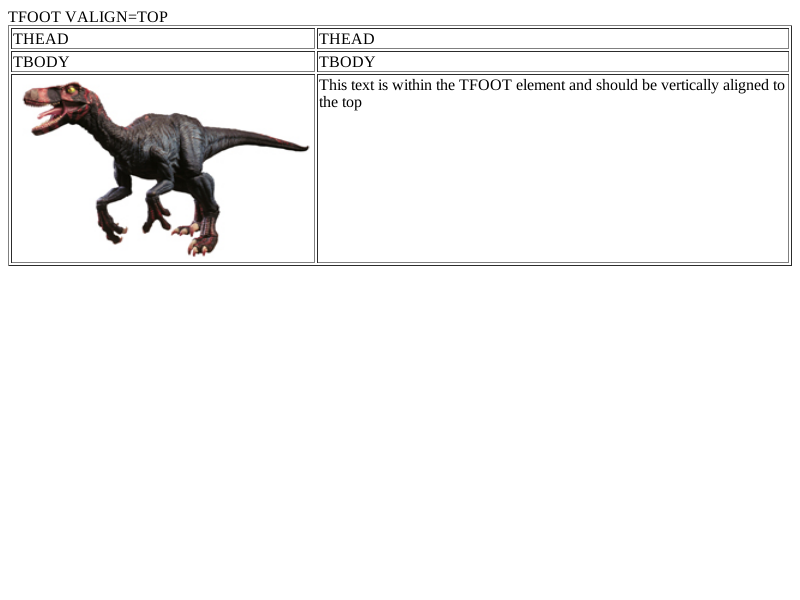 TFOOT VALIGN=TOP
THEAD THEAD
TBODY TBODY
This text is within the TFOOT element and should be vertically aligned to
the top